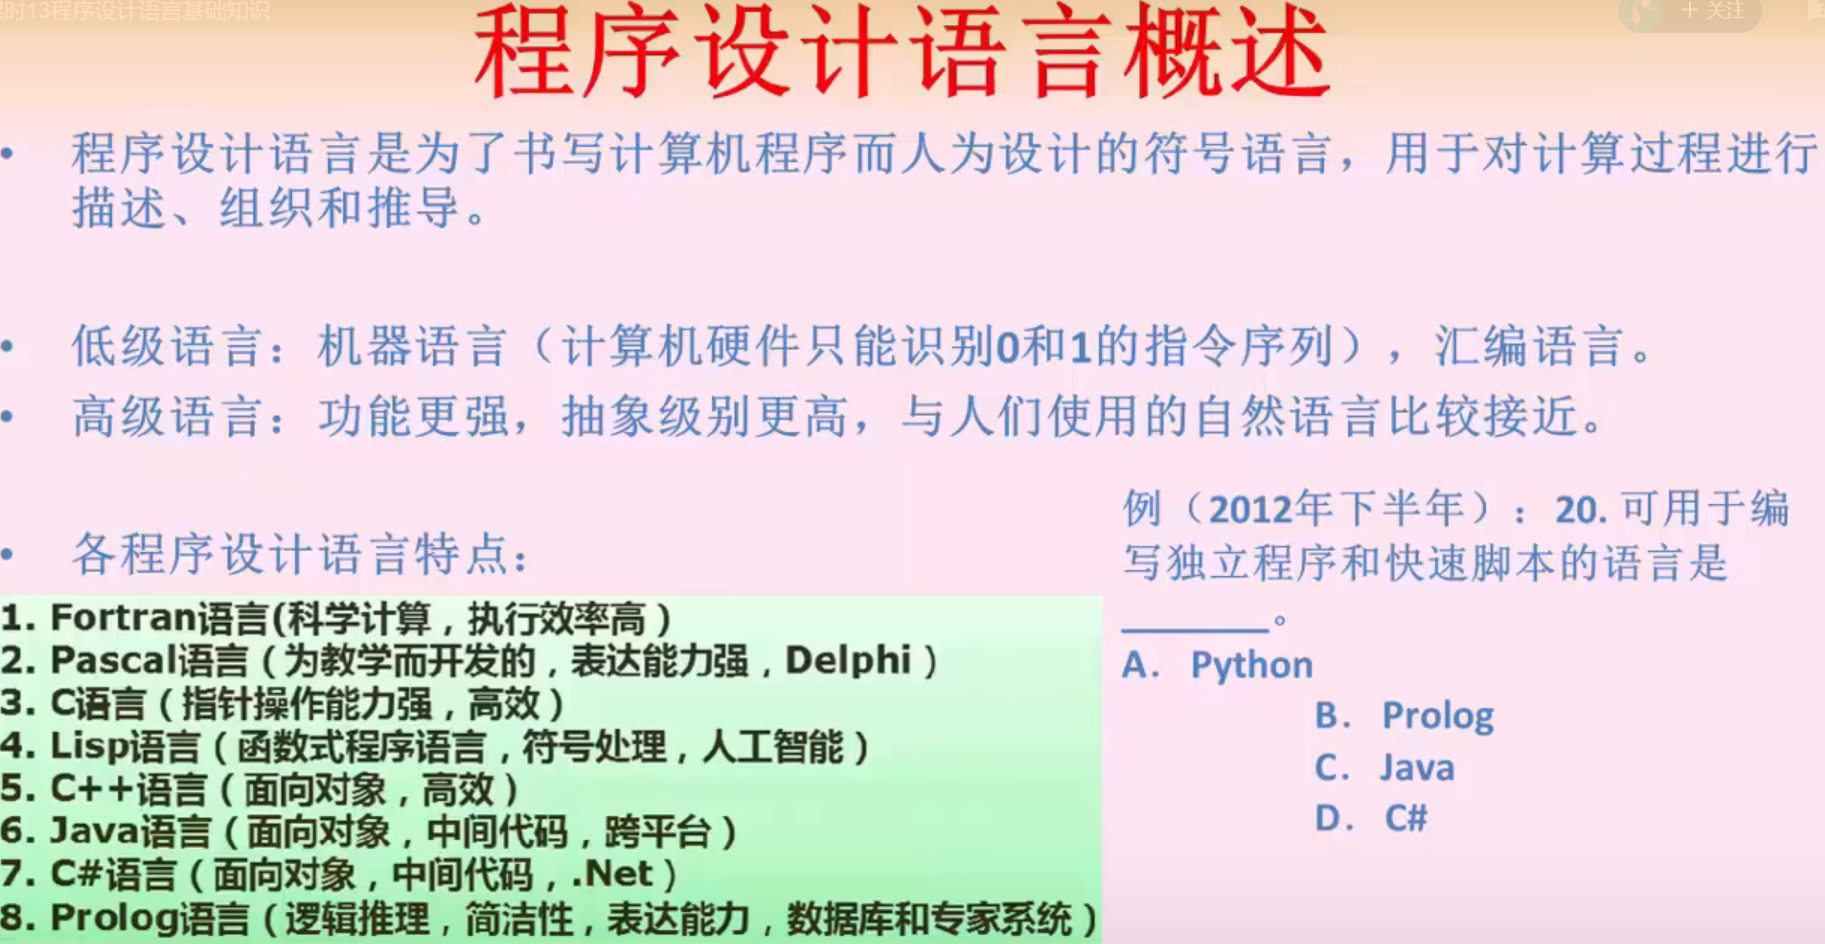 时13程序设计语言基础知识
+ 关注
程序设计语言概述
• 程序设计语言是为了书写计算机程序而人为设计的符号语言，用于对计算过程进行
描述、组织和推导。
• 低级语言：机器语言（计算机硬件只能识别0和1的指令序列），汇编语言。
• 高级语言：功能更强，抽象级别更高，与人们使用的自然语言比较接近。
• 各程序设计语言特点：
1. Fortran语言(科学计算，执行效率高）
2. Pascal语言（为教学而开发的，表达能力强，Delphi）
3. C语言（指针操作能力强，高效）
4. Lisp语言（函数式程序语言，符号处理，人工智能）
5. C++语言（面向对象，高效）
6. Java语言（面向对象，中间代码，跨平台）
7. C#语言（面向对象，中间代码，.Net）
8. Prolog语言（逻辑推理，简洁性，表达能力，数据库和专家系统）
例（2012年下半年）：20. 可用于编
写独立程序和快速脚本的语言是
______。
A. Python
B. Prolog
C. Java
D. C#